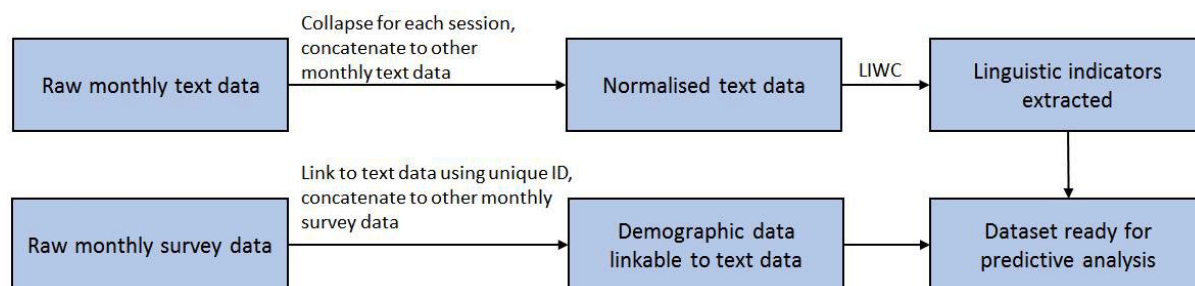 Collapse for each session,
concatenate to other
monthly text data
Raw monthly text data
Normalised text data
LIWC
Linguistic indicators
extracted
Link to text data using unique ID,
concatenate to other monthly
survey data
Raw monthly survey data
Demographic data
linkable to text data
Dataset ready for
predictive analysis